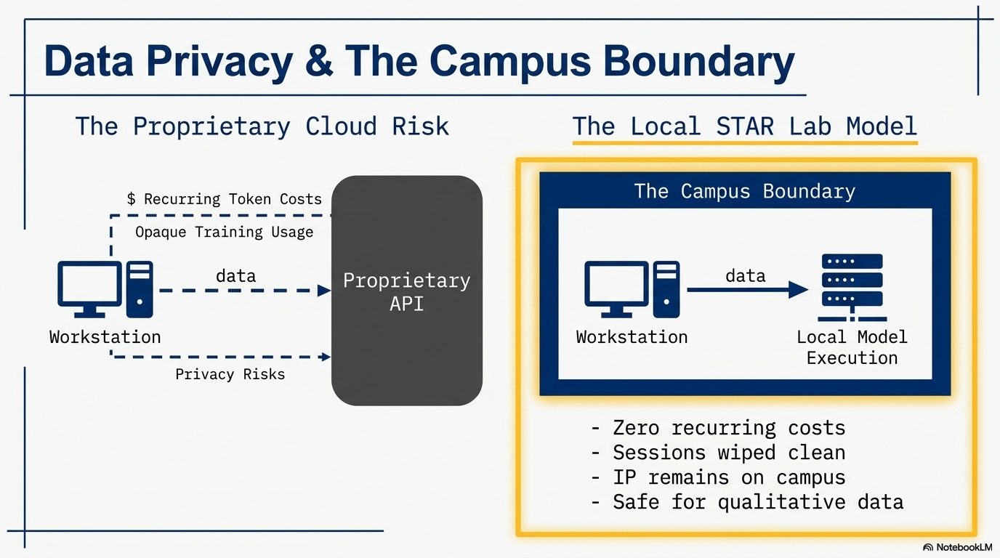 Data Privacy & The Campus Boundary
The Proprietary Cloud Risk
$ Recurring Token Costs
Opaque Training Usage
data
Proprietary
API
Workstation
Privacy Risks
The Local STAR Lab Model
The Campus Boundary
data
Workstation
Local Model
Execution
- Zero recurring costs
- Sessions wiped clean
- IP remains on campus
- Safe for qualitative data
NotebookLM